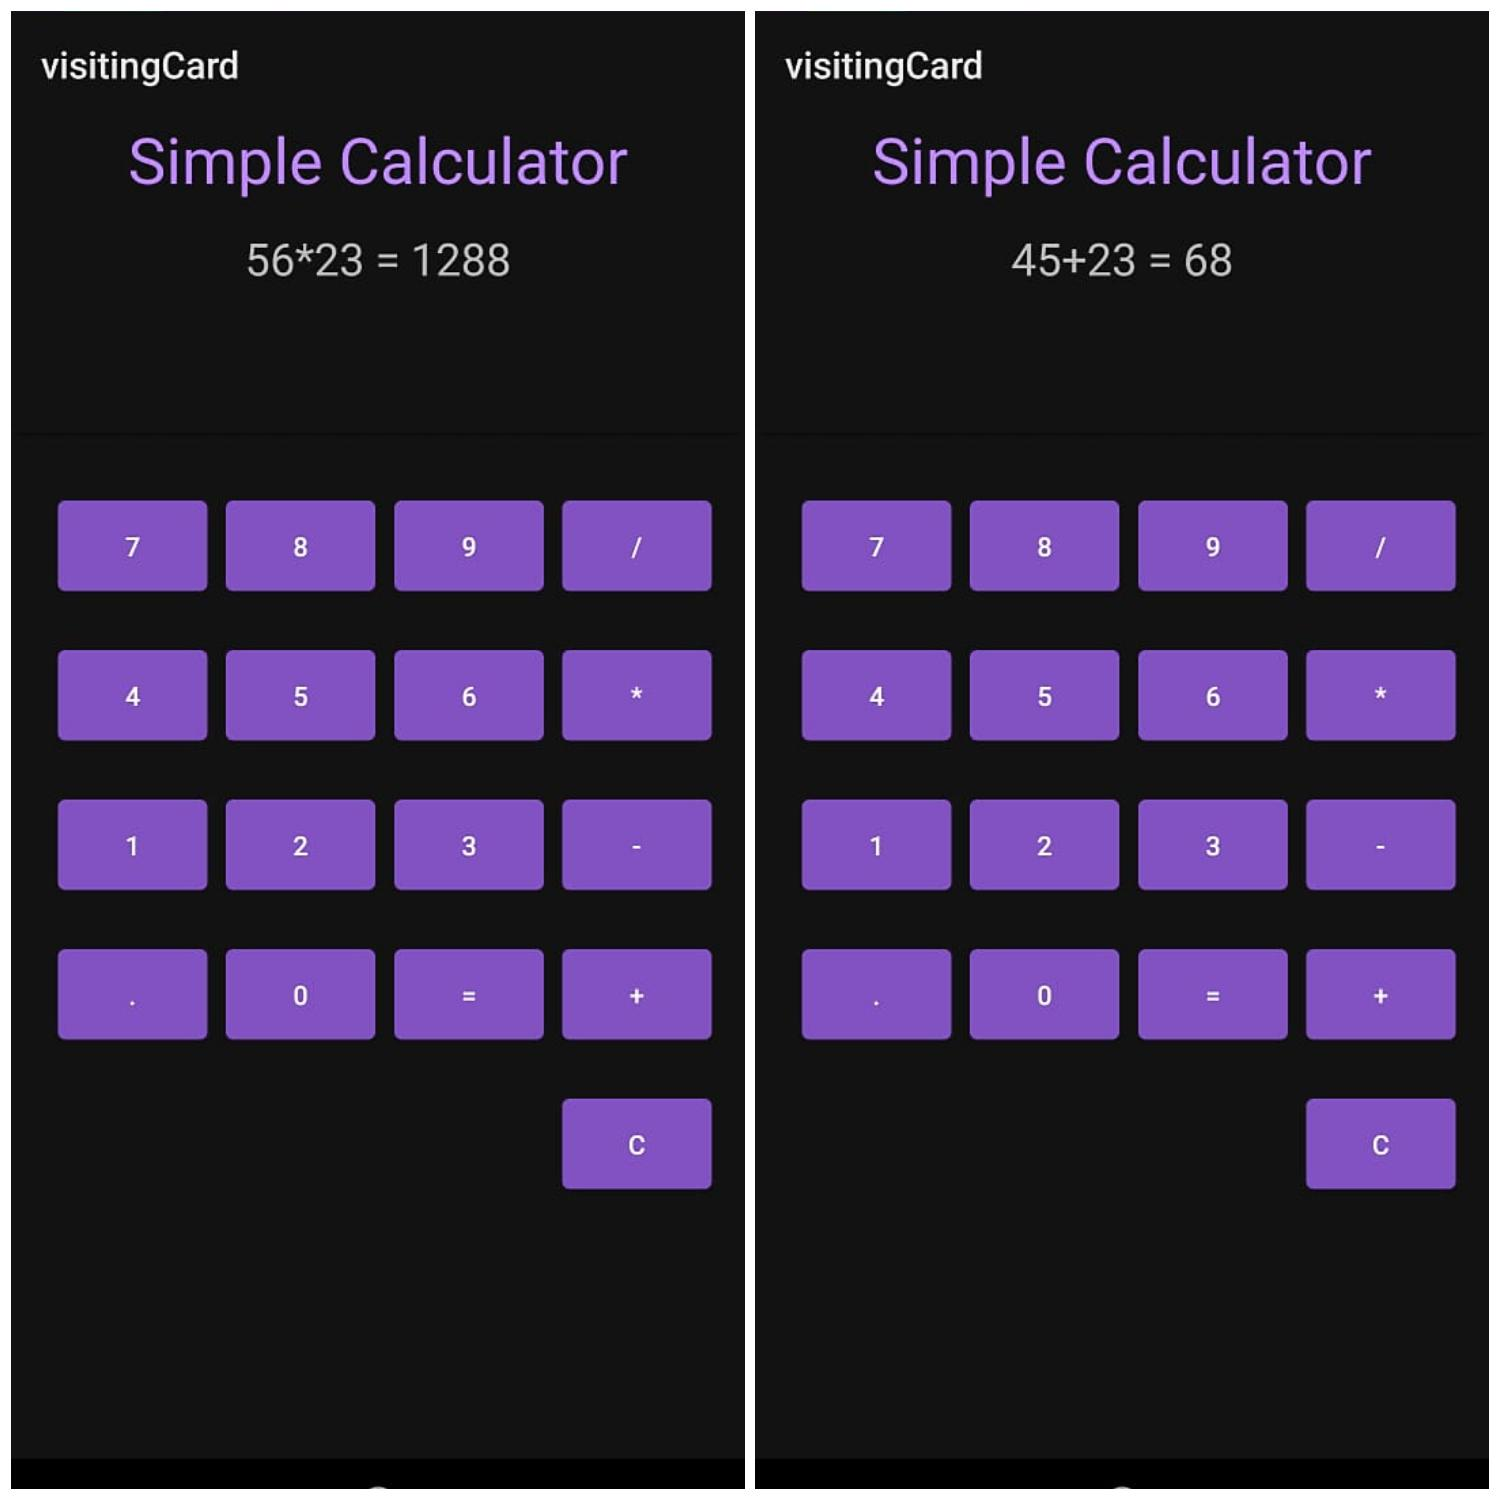 visitingCard
Simple Calculator
56*23 = 1288
7 8 9 /
4 5 6 *
1 2 3 -
. 0 = +
C
visitingCard
Simple Calculator
45+23 = 68
7 8 9 /
4 5 6 *
1 2 3 -
. 0 = +
C